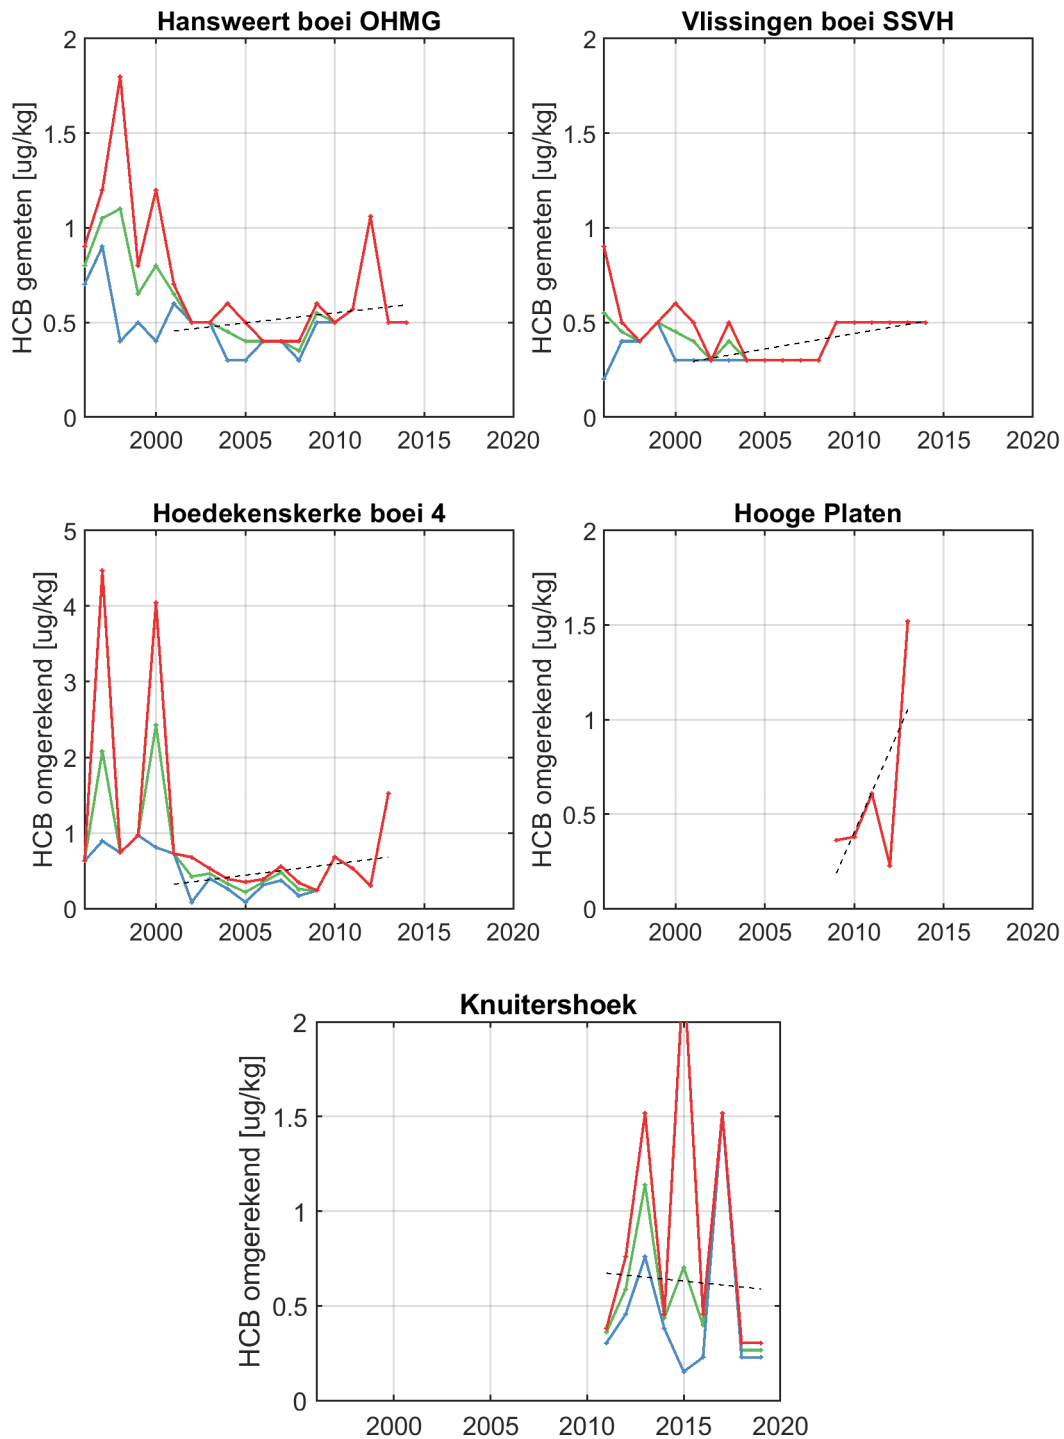 Hansweert boei OHMG
HCB gemeten [ug/kg]
2
1.5
1
0.5
0
2000 2005 2010 2015 2020
Vlissingen boei SSVH
HCB gemeten [ug/kg]
2
1.5
1
0.5
0
2000 2005 2010 2015 2020
Hoedekenskerke boei 4
HCB omgerekend [ug/kg]
5
4
3
2
1
0
2000 2005 2010 2015 2020
Hooge Platen
HCB omgerekend [ug/kg]
2
1.5
1
0.5
0
2000 2005 2010 2015 2020
Knuitershoek
HCB omgerekend [ug/kg]
2
1.5
1
0.5
0
2000 2005 2010 2015 2020